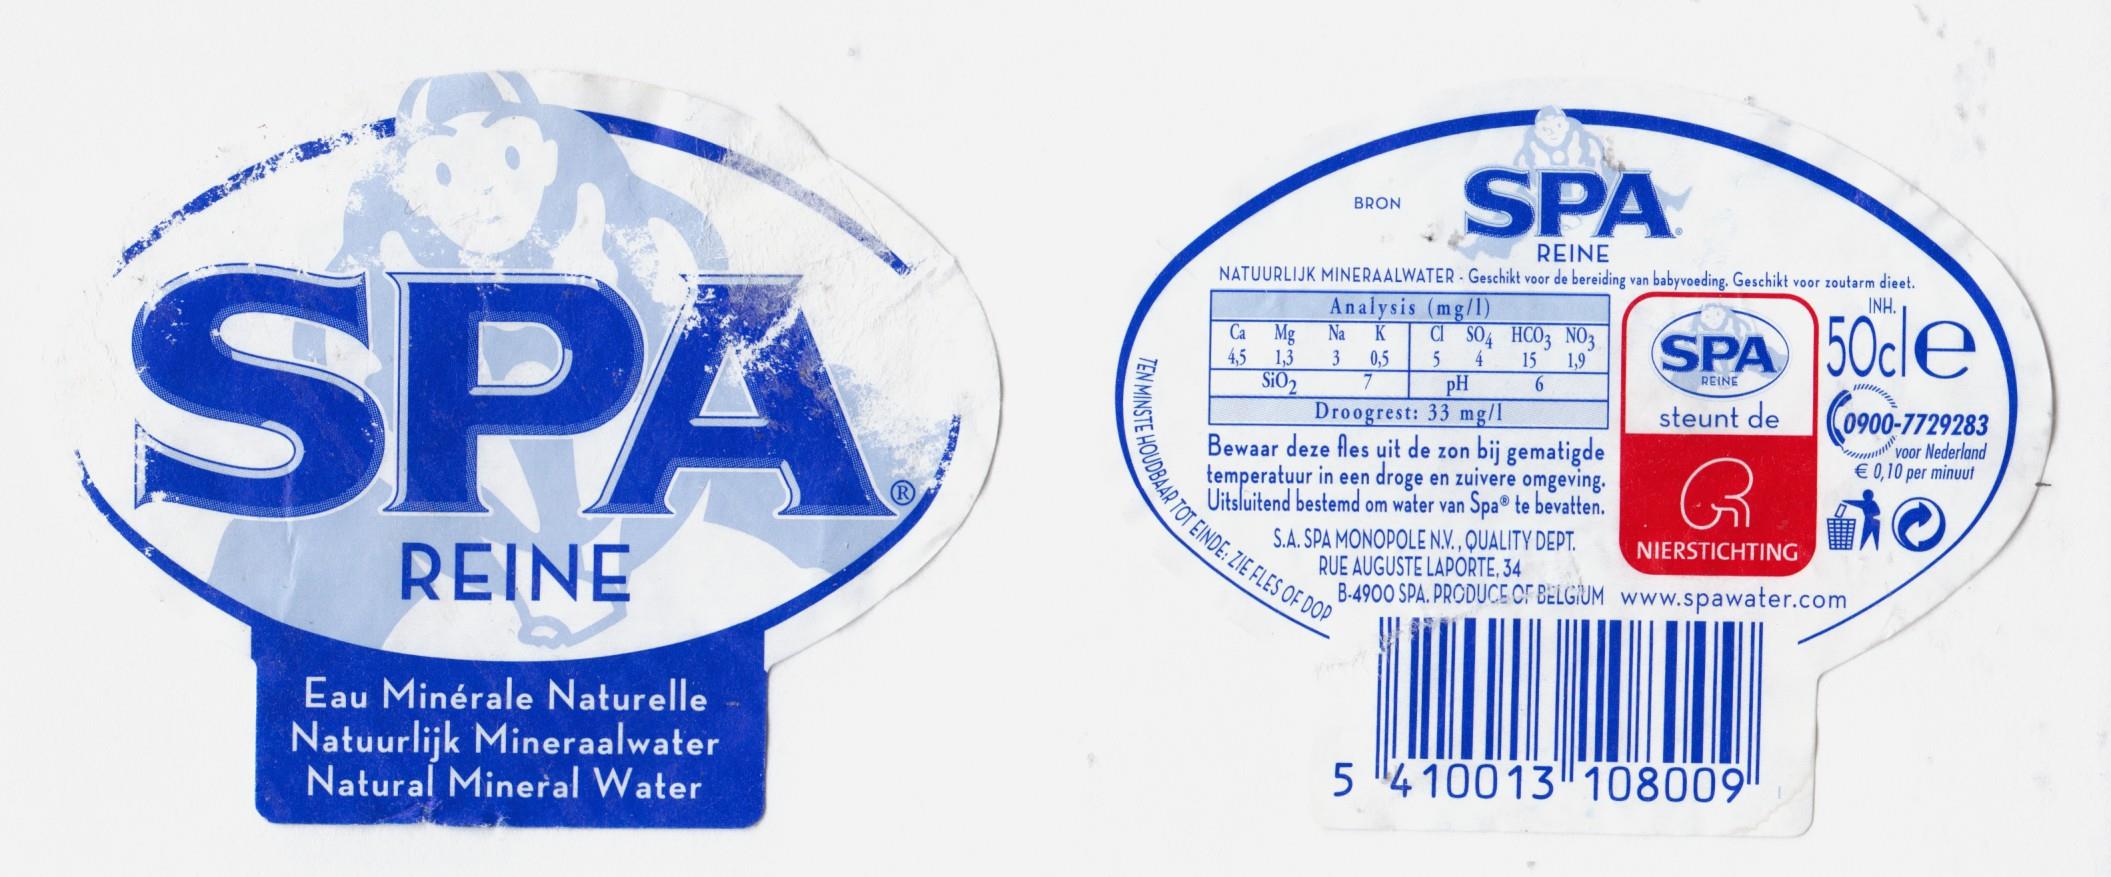 SPA®
REINE
Eau Minérale Naturelle
Natuurlijk Mineraalwater
Natural Mineral Water
BRON
SPA®
REINE
NATUURLIJK MINERAALWATER - Geschikt voor de bereiding van babyvoeding. Geschikt voor zoutarm dieet.
Analysis (mg/l)
Ca Mg Na K Cl SO4 HCO3 NO3
4,5 1,3 3 0,5 5 4 15 1,9
SiO2 7 pH 6
Droogrest: 33 mg/l
Bewaar deze fles uit de zon bij gematigde
temperatuur in een droge en zuivere omgeving.
Uitsluitend bestemd om water van Spa® te bevatten.
S.A. SPA MONOPOLE N.V., QUALITY DEPT.
RUE AUGUSTE LAPORTE, 34
B-4900 SPA. PRODUCE OF BELGIUM
www.spawater.com
TEN MINSTE HOUDBAAR TOT EINDE: ZIE FLES OF DOP
SPA
REINE
steunt de
NIERSTICHTING
INH.
50cl e
0900-7729283
voor Nederland
€ 0,10 per minuut
5 410013 108009